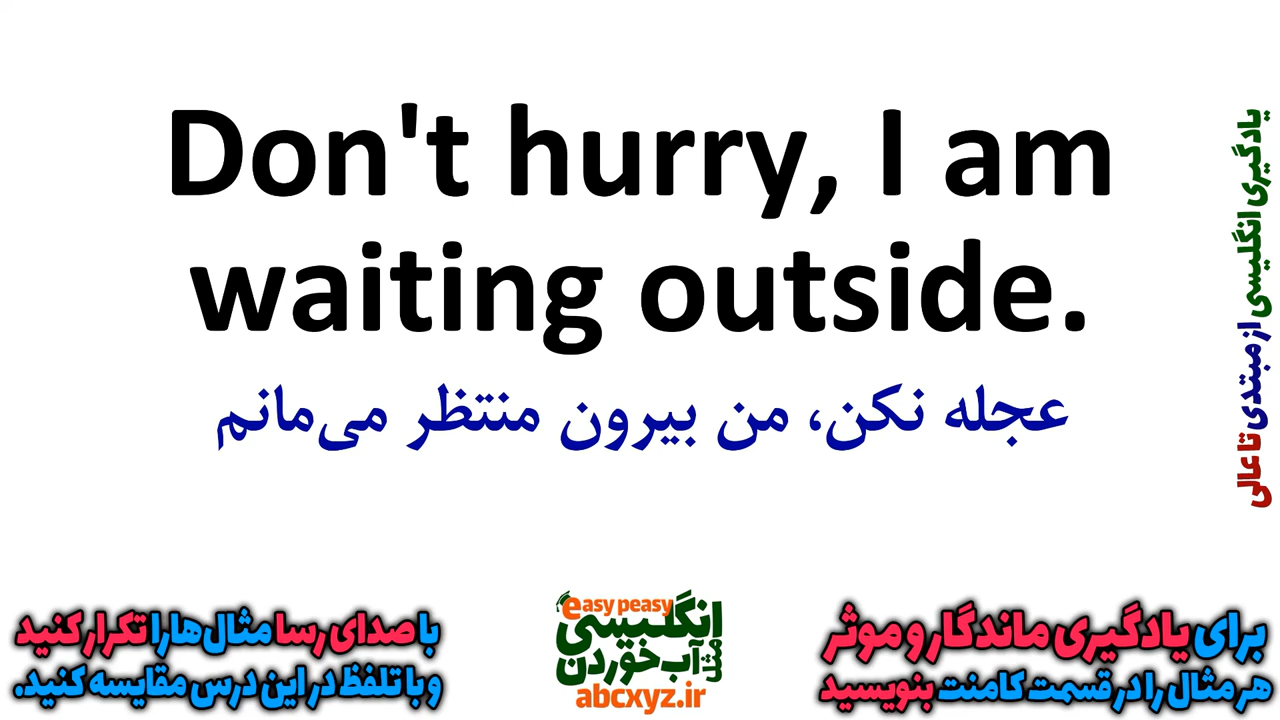 Don't hurry, I am
waiting outside.
عجله نکن، من بیرون منتظر می‌مانم
یادگیری انگلیسی از مبتدی تا عالی
برای یادگیری ماندگار و موثر
هر مثال را در قسمت کامنت بنویسید
easy peasy
انگلیسی
مثل
آب خوردن
abcxyz.ir
با صدای رسا مثال‌ها را تکرار کنید
و با تلفظ در این درس مقایسه کنید.